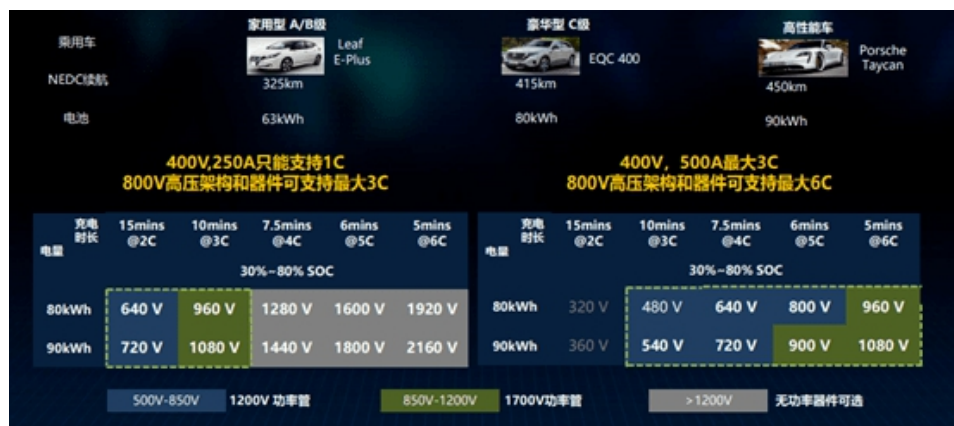 家用型 A/B级 豪华型 C级 高性能车
乘用车 Leaf E-Plus EQC 400 Porsche Taycan
NEDC续航 325km 415km 450km
电池 63kWh 80kWh 90kWh
400V,250A只能支持1C
800V高压架构和器件可支持最大3C
400V，500A最大3C
800V高压架构和器件可支持最大6C
充电时长 15mins @2C 10mins @3C 7.5mins @4C 6mins @5C 5mins @6C
电量
30%~80% SOC
80kWh 640 V 960 V 1280 V 1600 V 1920 V
90kWh 720 V 1080 V 1440 V 1800 V 2160 V
充电时长 15mins @2C 10mins @3C 7.5mins @4C 6mins @5C 5mins @6C
电量
30%~80% SOC
80kWh 320 V 480 V 640 V 800 V 960 V
90kWh 360 V 540 V 720 V 900 V 1080 V
500V-850V 1200V 功率管 850V-1200V 1700V功率管 >1200V 无功率器件可选